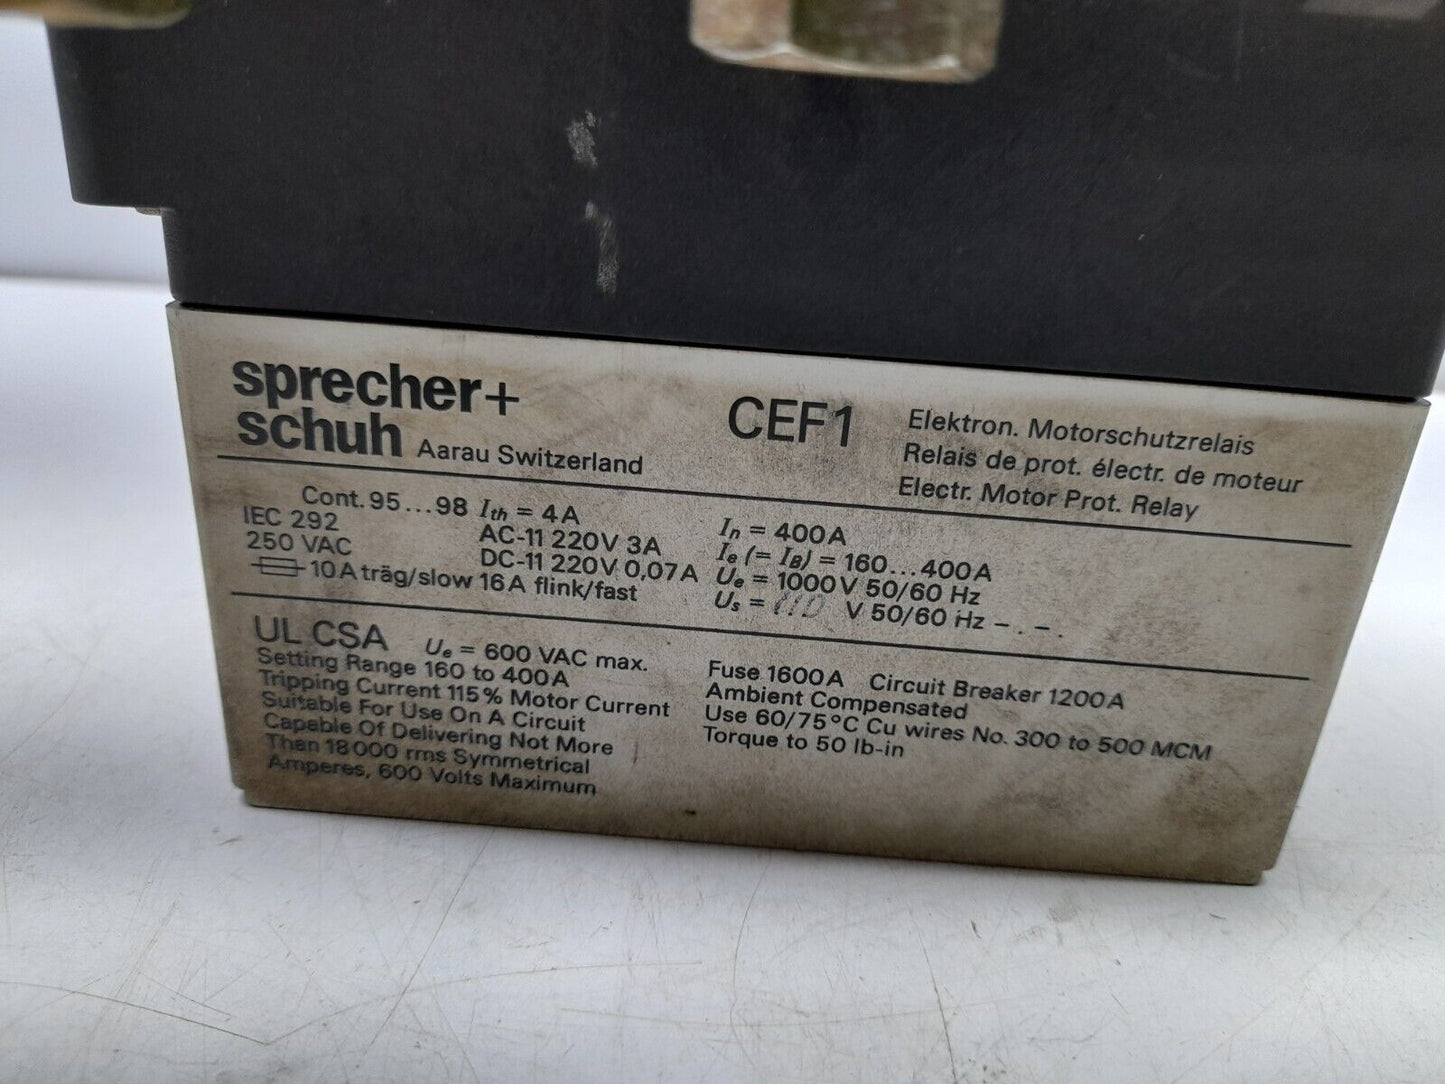 sprecher+
schuh Aarau Switzerland
CEF1
Elektron. Motorschutzrelais
Relais de prot. électr. de moteur
Electr. Motor Prot. Relay
Cont. 95...98 Ith = 4A
IEC 292 AC-11 220V 3A
250 VAC DC-11 220V 0,07A
10A träg/slow 16A flink/fast
In = 400A
Ie (= IB) = 160...400A
Ue = 1000V 50/60 Hz
Us = 110 V 50/60 Hz - . - .
UL CSA Ue = 600 VAC max.
Setting Range 160 to 400A
Tripping Current 115% Motor Current
Suitable For Use On A Circuit
Capable Of Delivering Not More
Than 18000 rms Symmetrical
Amperes, 600 Volts Maximum
Fuse 1600A Circuit Breaker 1200A
Ambient Compensated
Use 60/75°C Cu wires No. 300 to 500 MCM
Torque to 50 lb-in